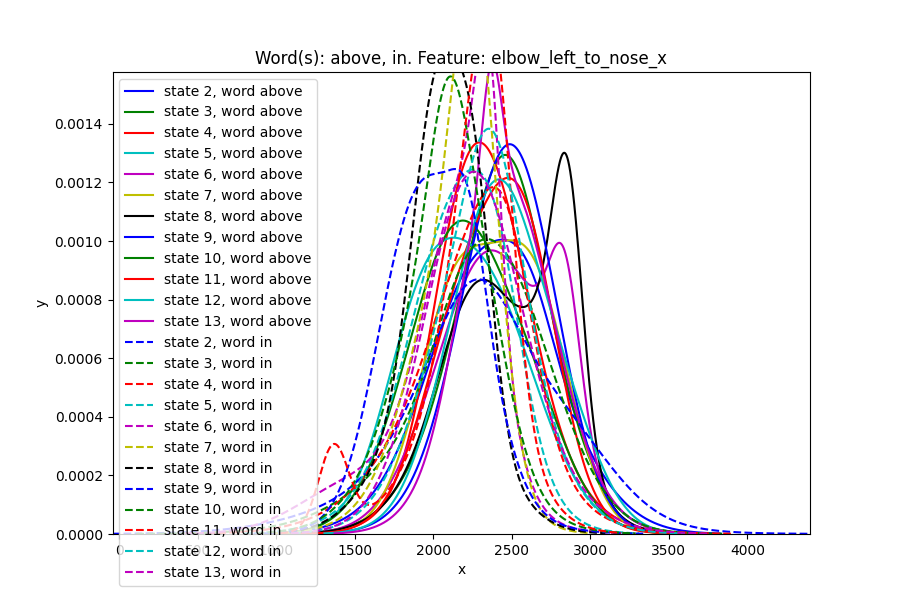 Word(s): above, in. Feature: elbow_left_to_nose_x
y
0.0014
0.0012
0.0010
0.0008
0.0006
0.0004
0.0002
0.0000
state 2, word above
state 3, word above
state 4, word above
state 5, word above
state 6, word above
state 7, word above
state 8, word above
state 9, word above
state 10, word above
state 11, word above
state 12, word above
state 13, word above
state 2, word in
state 3, word in
state 4, word in
state 5, word in
state 6, word in
state 7, word in
state 8, word in
state 9, word in
state 10, word in
state 11, word in
state 12, word in
state 13, word in
0 1000 1500 2000 2500 3000 3500 4000
x